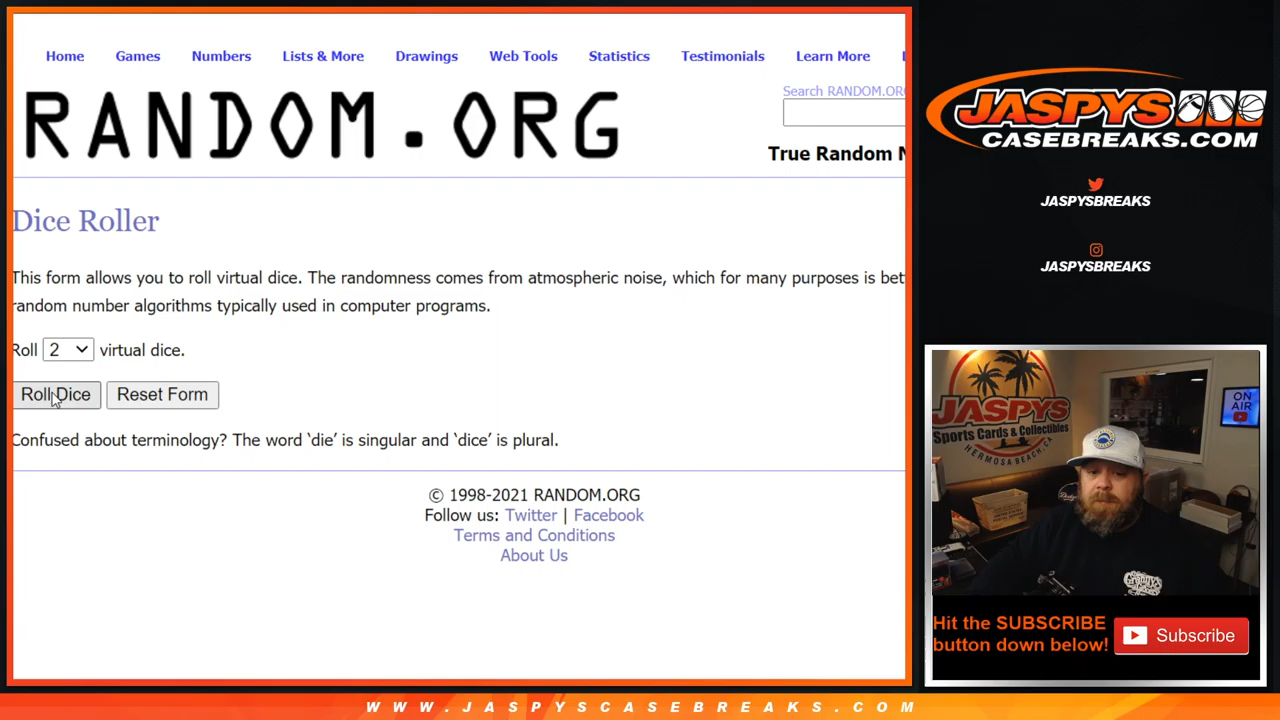 Home Games Numbers Lists & More Drawings Web Tools Statistics Testimonials Learn More
Search RANDOM.OR
RANDOM.ORG
True Random N
Dice Roller
This form allows you to roll virtual dice. The randomness comes from atmospheric noise, which for many purposes is bet
random number algorithms typically used in computer programs.
Roll 2 virtual dice.
Roll Dice Reset Form
Confused about terminology? The word ‘die’ is singular and ‘dice’ is plural.
© 1998-2021 RANDOM.ORG
Follow us: Twitter | Facebook
Terms and Conditions
About Us
JASPYS
CASEBREAKS.COM
JASPYSBREAKS
JASPYSBREAKS
JASPYS
Sports Cards & Collectibles
HERMOSA BEACH, CA
ON
AIR
Hit the SUBSCRIBE
button down below!
Subscribe
WWW.JASPYSCASEBREAKS.COM